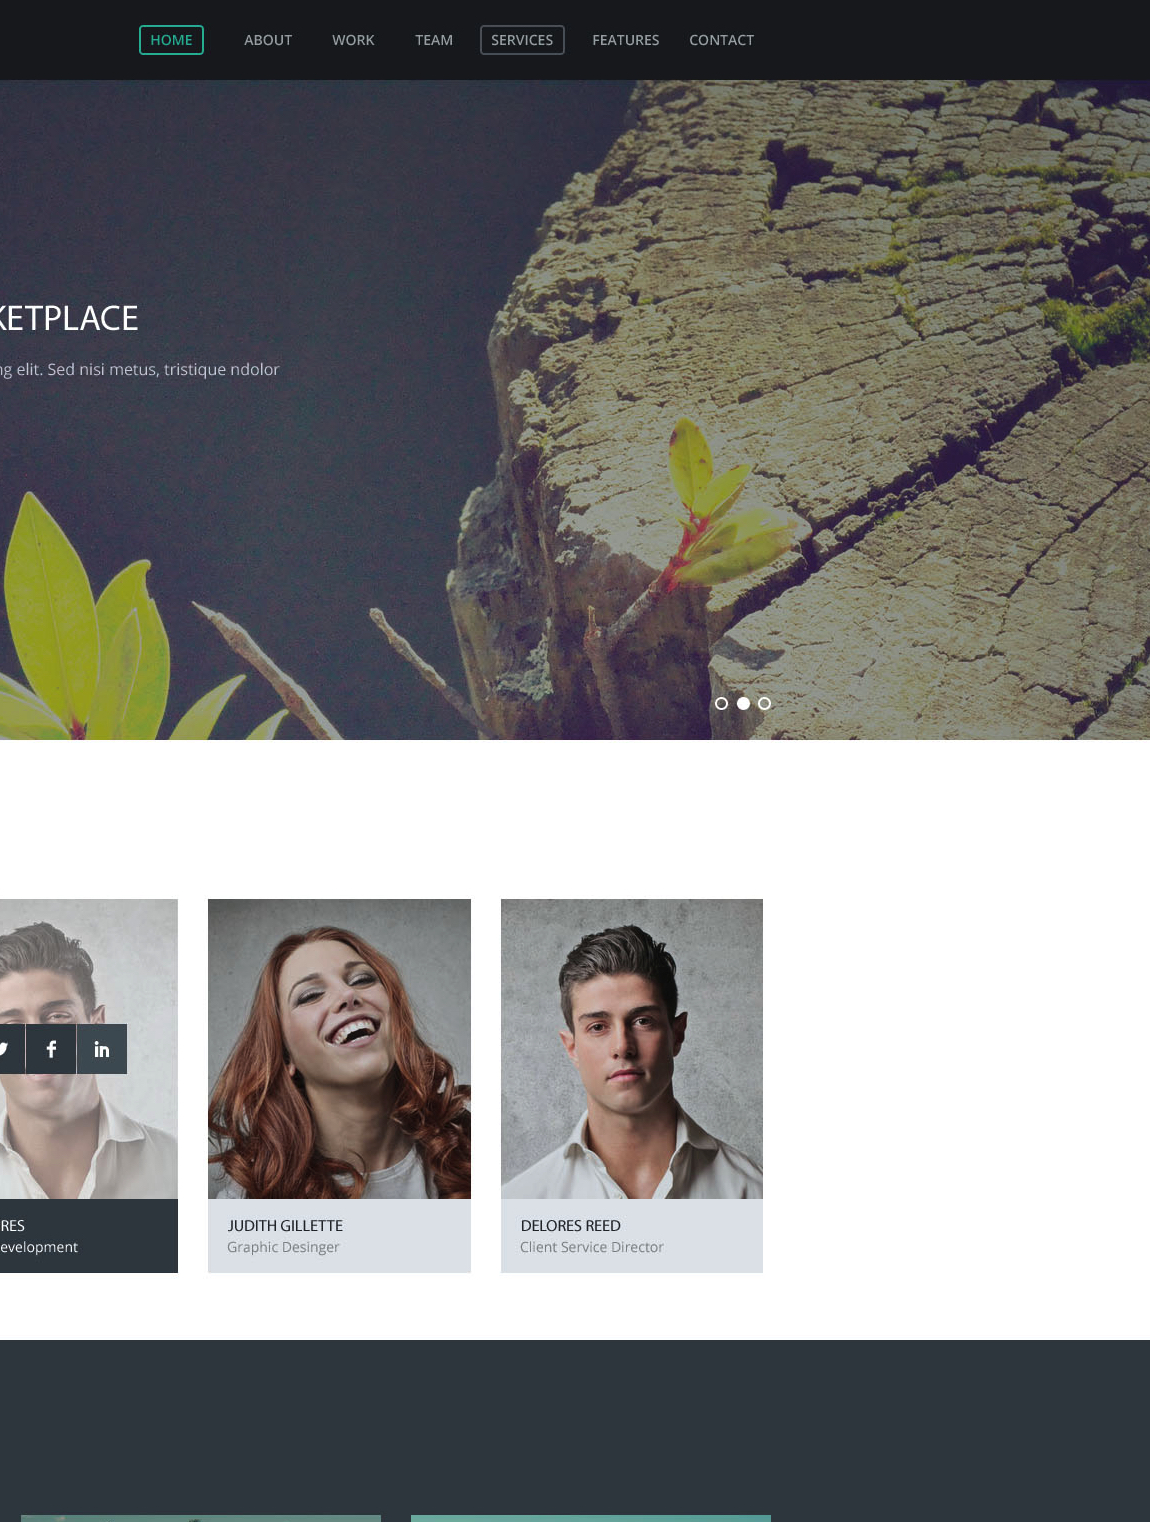 HOME ABOUT WORK TEAM SERVICES FEATURES CONTACT
KETPLACE
ng elit. Sed nisi metus, tristique ndolor
RES
evelopment
JUDITH GILLETTE
Graphic Desinger
DELORES REED
Client Service Director